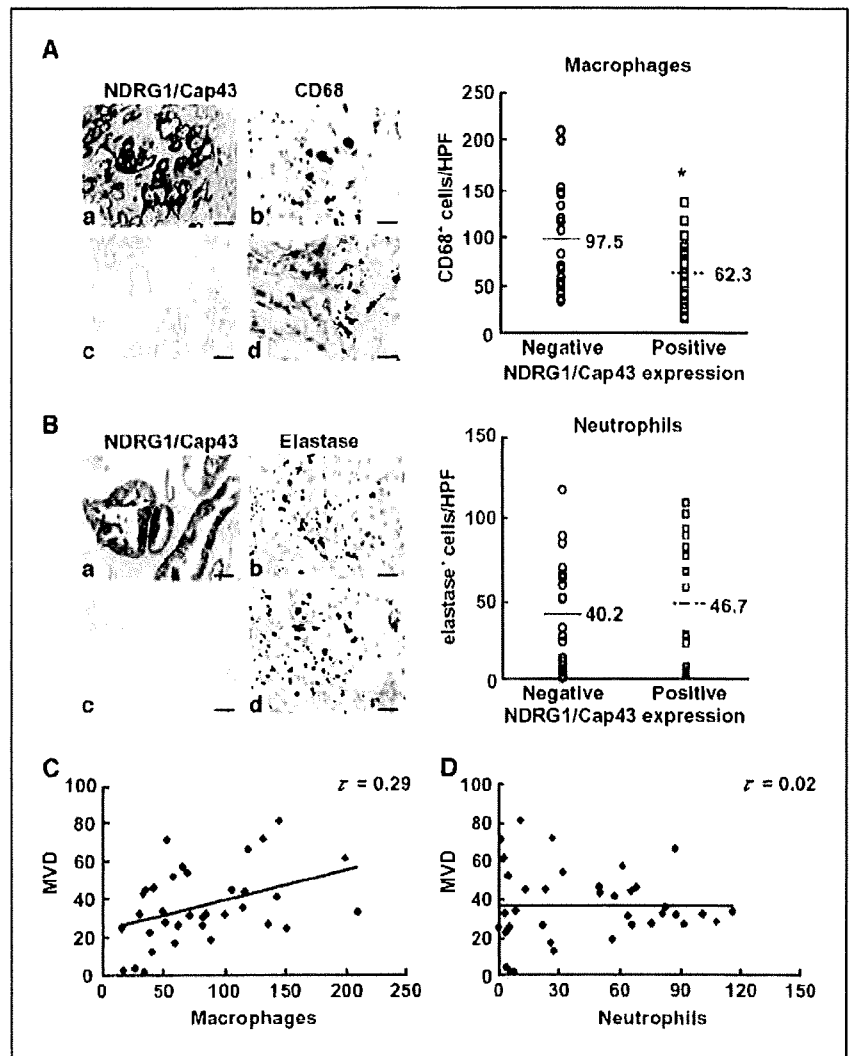 A
NDRG1/Cap43 CD68
a b
c d
Macrophages
CD68+ cells/HPF
250
200
150
100
50
0
*
97.5
62.3
Negative Positive
NDRG1/Cap43 expression
B
NDRG1/Cap43 Elastase
a b
c d
Neutrophils
elastase+ cells/HPF
150
100
50
0
40.2
46.7
Negative Positive
NDRG1/Cap43 expression
C
τ = 0.29
MVD
100
80
60
40
20
0
0 50 100 150 200 250
Macrophages
D
τ = 0.02
MVD
100
80
60
40
20
0
0 30 60 90 120 150
Neutrophils